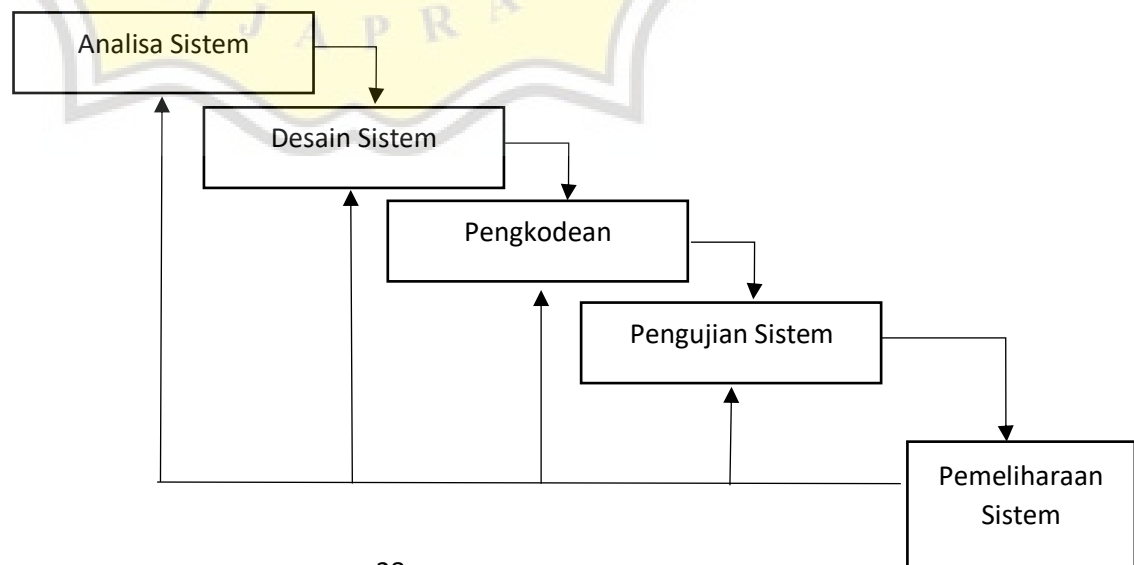 I J A P R A
Analisa Sistem
Desain Sistem
Pengkodean
Pengujian Sistem
Pemeliharaan
Sistem